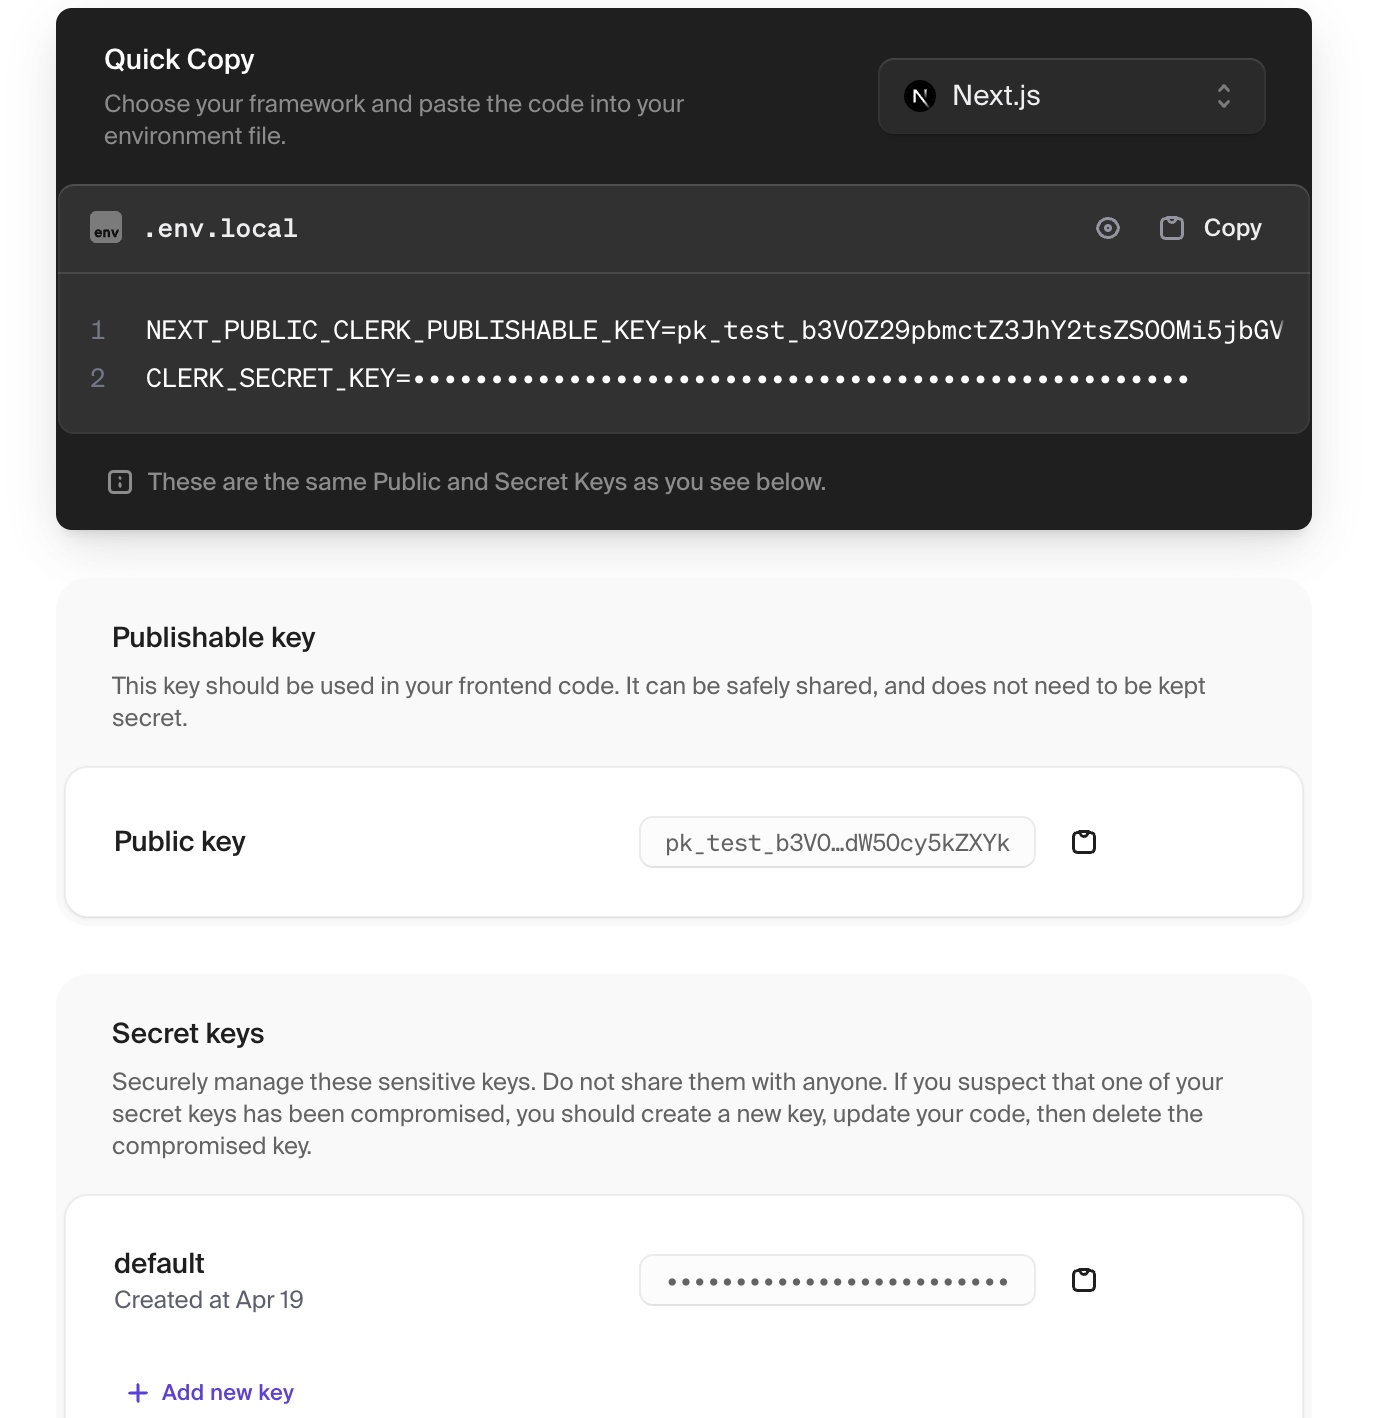 Quick Copy
Choose your framework and paste the code into your
environment file.
Next.js
env .env.local
Copy
1 NEXT_PUBLIC_CLERK_PUBLISHABLE_KEY=pk_test_b3V0Z29pbmctZ3JhY2tsZS00Mi5jbGV
2 CLERK_SECRET_KEY=••••••••••••••••••••••••••••••••••••••••••••••••••
These are the same Public and Secret Keys as you see below.
Publishable key
This key should be used in your frontend code. It can be safely shared, and does not need to be kept
secret.
Public key
pk_test_b3V0…dW50cy5kZXYk
Secret keys
Securely manage these sensitive keys. Do not share them with anyone. If you suspect that one of your
secret keys has been compromised, you should create a new key, update your code, then delete the
compromised key.
default
•••••••••••••••••••••••••
Created at Apr 19
+ Add new key